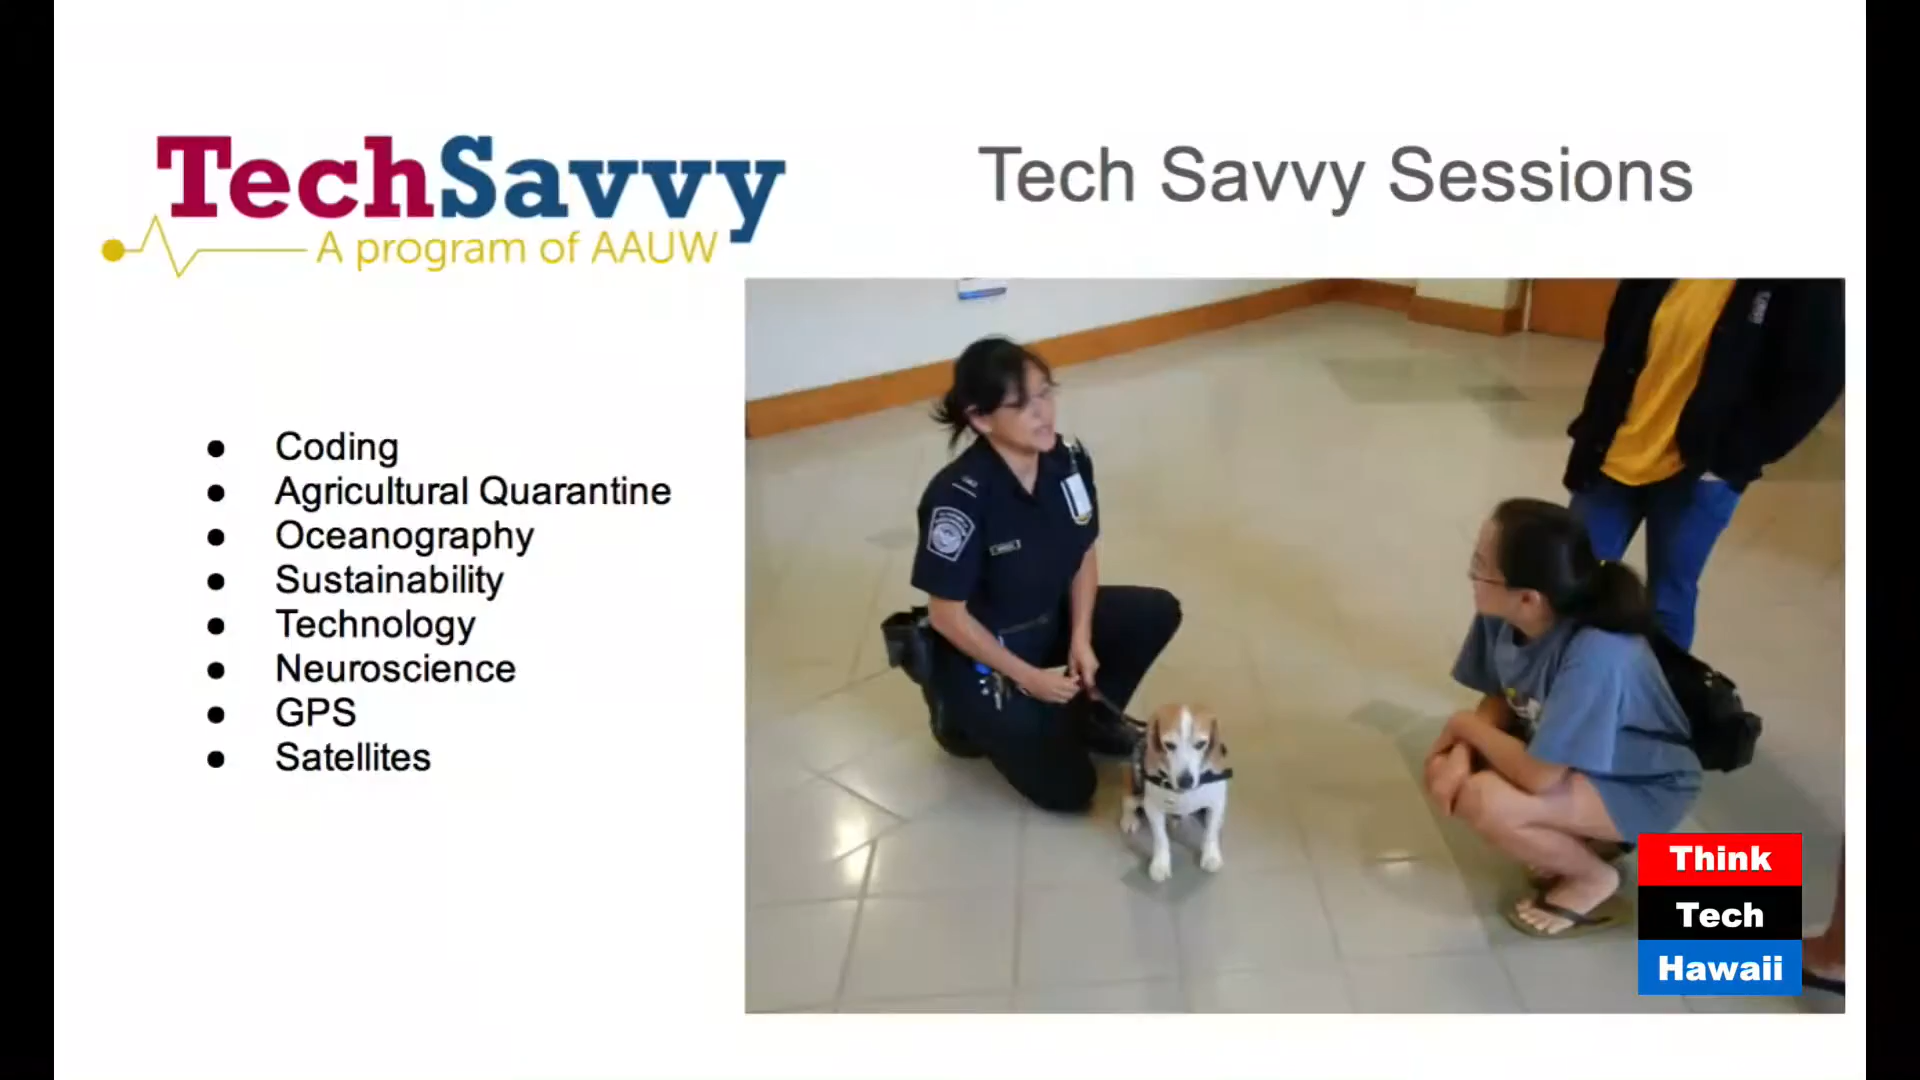 TechSavvy
A program of AAUW
Tech Savvy Sessions
Coding
Agricultural Quarantine
Oceanography
Sustainability
Technology
Neuroscience
GPS
Satellites
Think
Tech
Hawaii